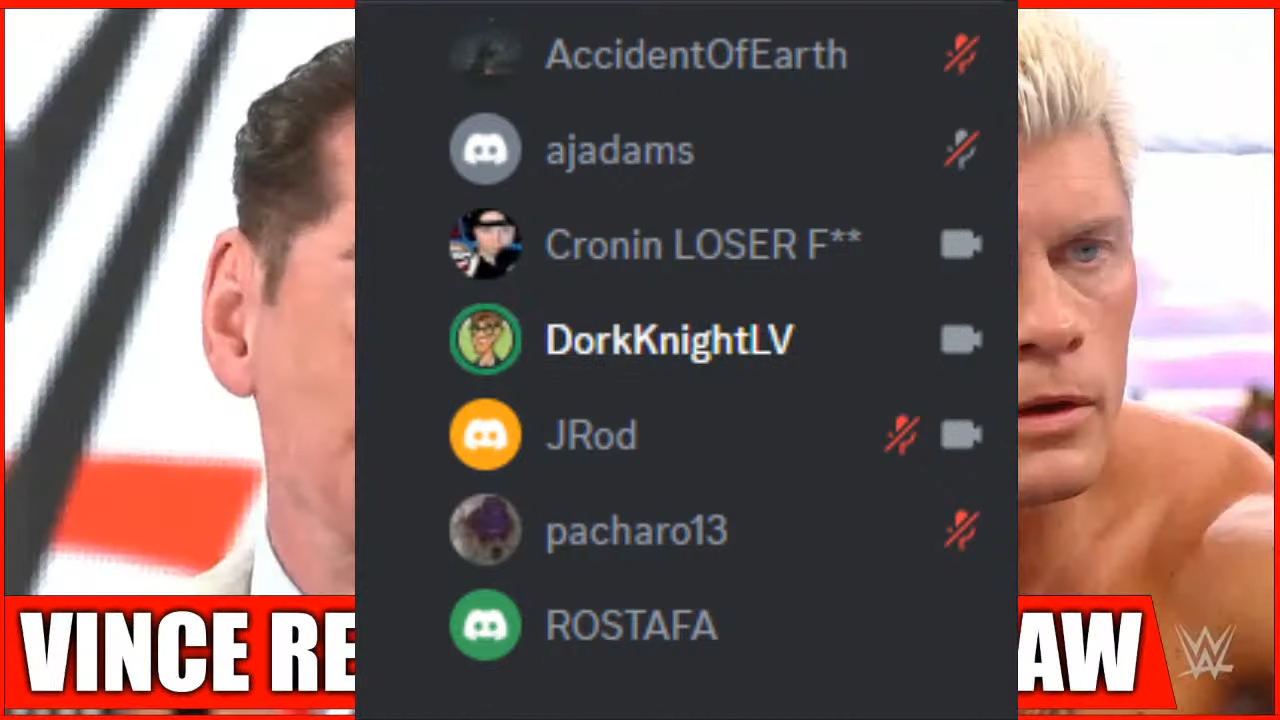 AccidentOfEarth
ajadams
Cronin LOSER F**
DorkKnightLV
JRod
pacharo13
ROSTAFA
VINCE RE
AW